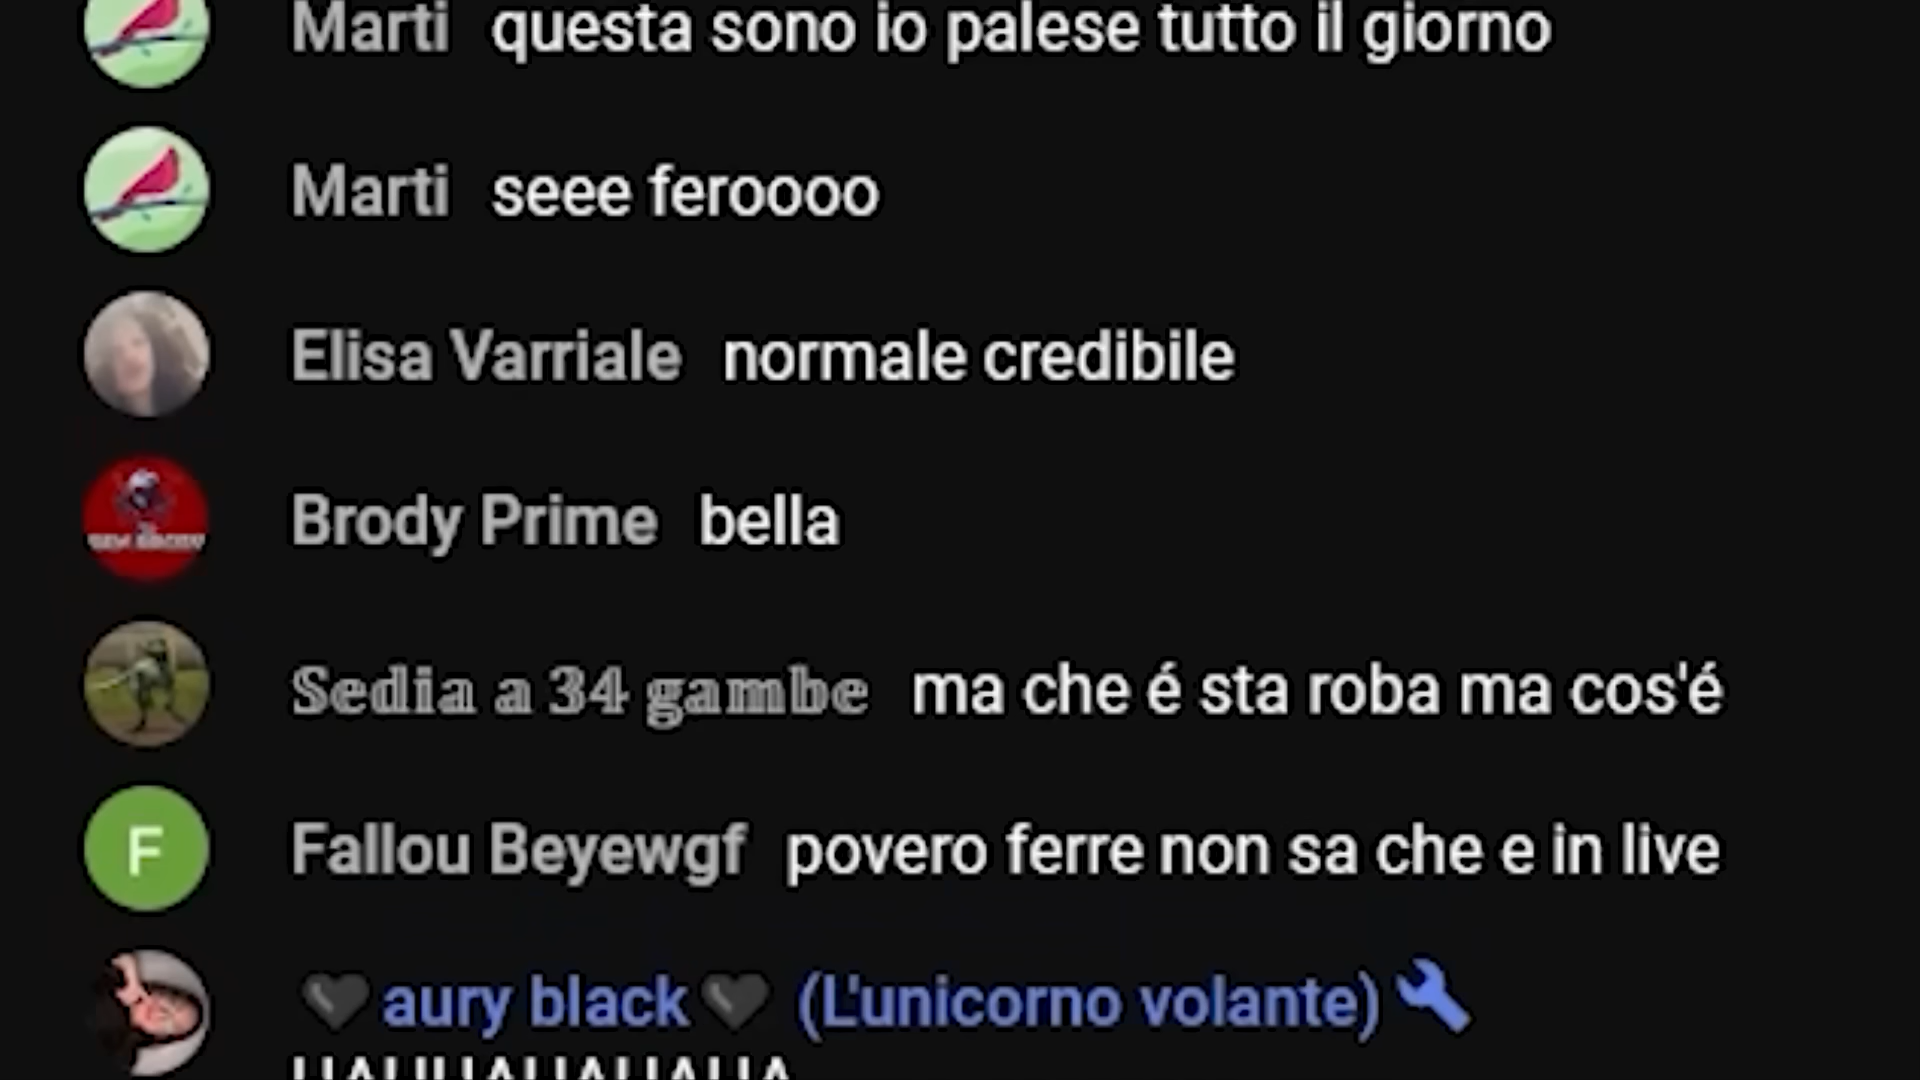 Marti questa sono io palese tutto il giorno
Marti seee feroooo
Elisa Varriale normale credibile
Brody Prime bella
𝕊𝕖𝕕𝕚𝕒 𝕒 𝟛𝟜 𝕘𝕒𝕞𝕓𝕖 ma che é sta roba ma cos'é
F Fallou Beyewgf povero ferre non sa che e in live
🖤aury black🖤 (L'unicorno volante)